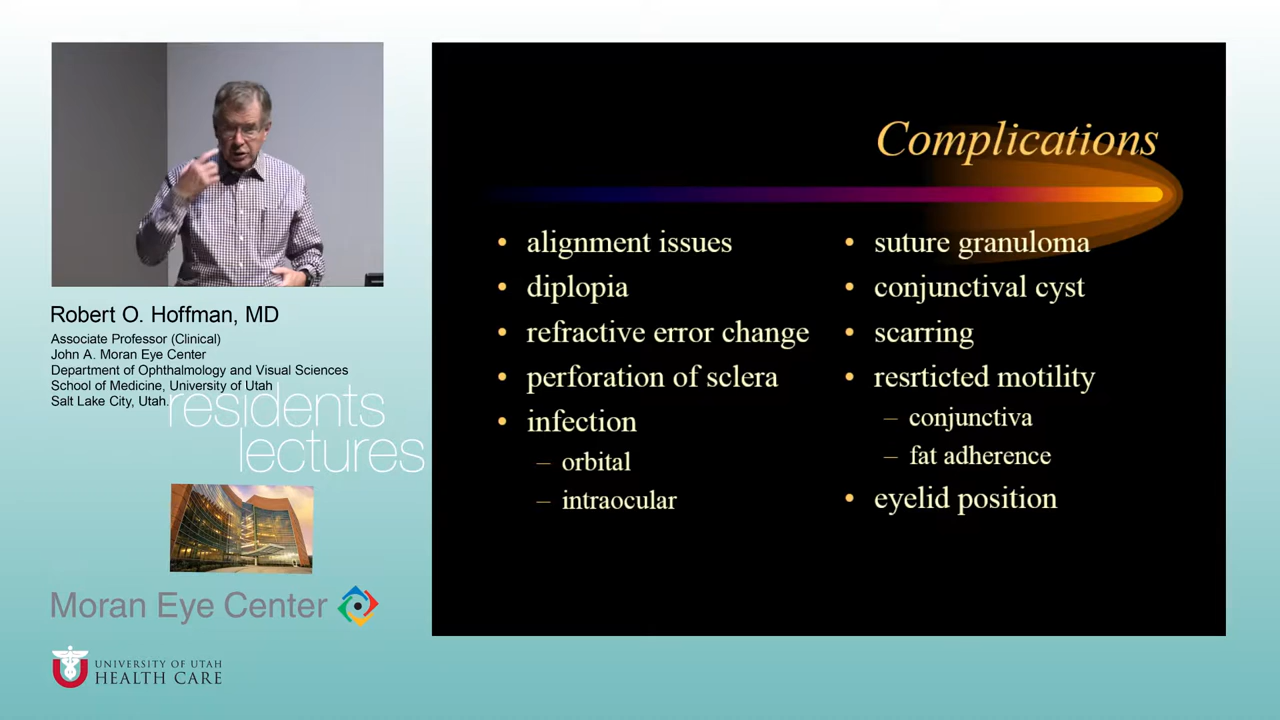 Robert O. Hoffman, MD
Associate Professor (Clinical)
John A. Moran Eye Center
Department of Ophthalmology and Visual Sciences
School of Medicine, University of Utah
Salt Lake City, Utah.
residents
lectures
Moran Eye Center
UNIVERSITY OF UTAH
HEALTH CARE
Complications
• alignment issues
• diplopia
• refractive error change
• perforation of sclera
• infection
– orbital
– intraocular
• suture granuloma
• conjunctival cyst
• scarring
• resrticted motility
– conjunctiva
– fat adherence
• eyelid position